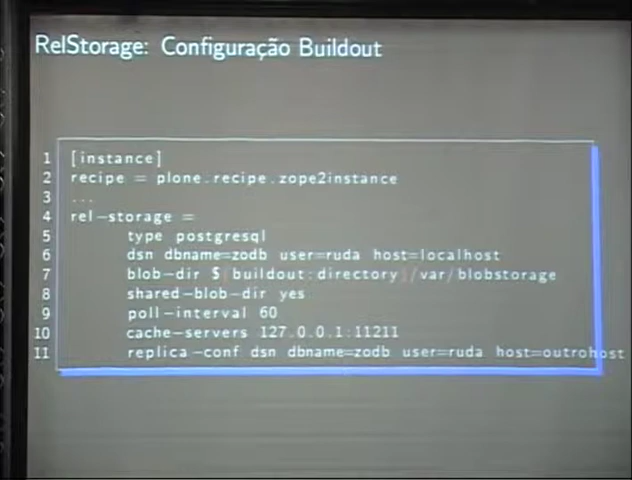 RelStorage: Configuração Buildout
1 [instance]
2 recipe = plone.recipe.zope2instance
3 ...
4 rel-storage =
5 type postgresql
6 dsn dbname=zodb user=ruda host=localhost
7 blob-dir ${buildout:directory}/var/blobstorage
8 shared-blob-dir yes
9 poll-interval 60
10 cache-servers 127.0.0.1:11211
11 replica-conf dsn dbname=zodb user=ruda host=outrohost